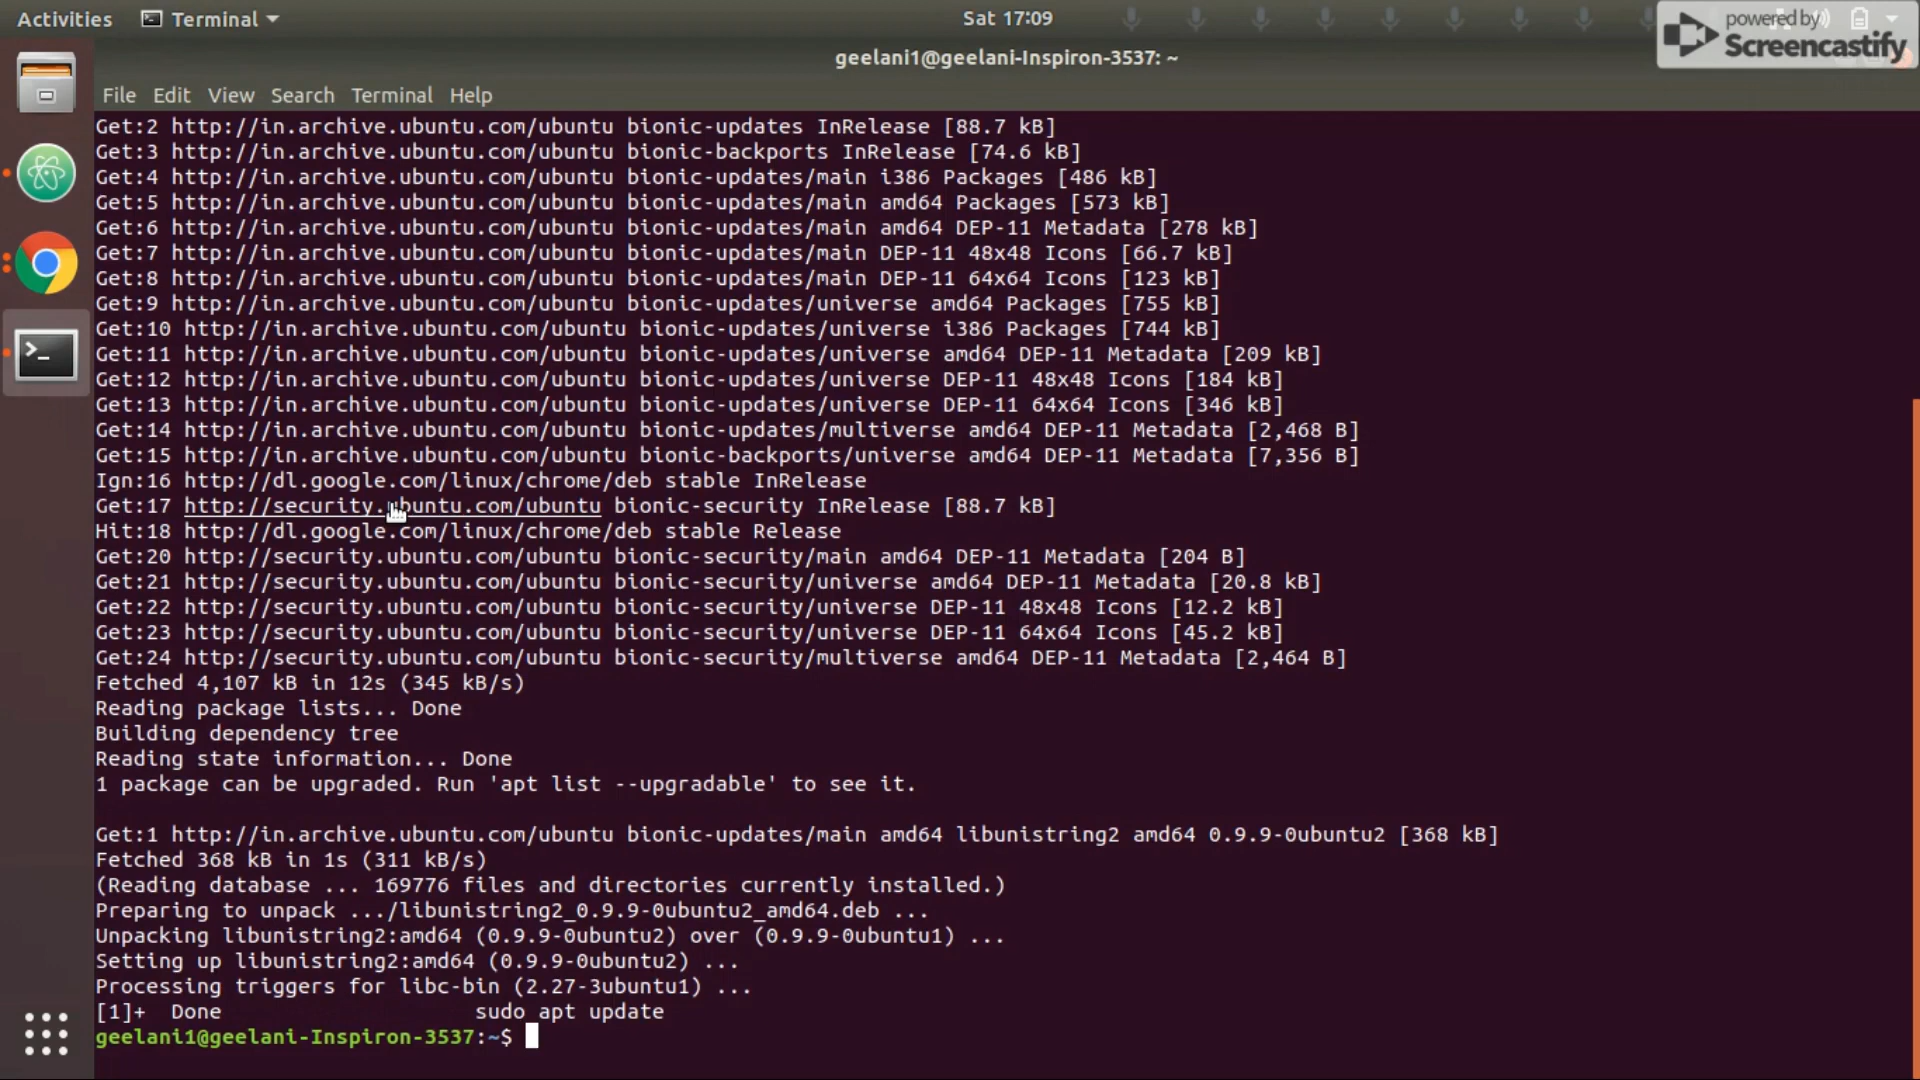 Activities Terminal Sat 17:09
powered by
Screencastify
geelani1@geelani-Inspiron-3537: ~
File Edit View Search Terminal Help
Get:2 http://in.archive.ubuntu.com/ubuntu bionic-updates InRelease [88.7 kB]
Get:3 http://in.archive.ubuntu.com/ubuntu bionic-backports InRelease [74.6 kB]
Get:4 http://in.archive.ubuntu.com/ubuntu bionic-updates/main i386 Packages [486 kB]
Get:5 http://in.archive.ubuntu.com/ubuntu bionic-updates/main amd64 Packages [573 kB]
Get:6 http://in.archive.ubuntu.com/ubuntu bionic-updates/main amd64 DEP-11 Metadata [278 kB]
Get:7 http://in.archive.ubuntu.com/ubuntu bionic-updates/main DEP-11 48x48 Icons [66.7 kB]
Get:8 http://in.archive.ubuntu.com/ubuntu bionic-updates/main DEP-11 64x64 Icons [123 kB]
Get:9 http://in.archive.ubuntu.com/ubuntu bionic-updates/universe amd64 Packages [755 kB]
Get:10 http://in.archive.ubuntu.com/ubuntu bionic-updates/universe i386 Packages [744 kB]
Get:11 http://in.archive.ubuntu.com/ubuntu bionic-updates/universe amd64 DEP-11 Metadata [209 kB]
Get:12 http://in.archive.ubuntu.com/ubuntu bionic-updates/universe DEP-11 48x48 Icons [184 kB]
Get:13 http://in.archive.ubuntu.com/ubuntu bionic-updates/universe DEP-11 64x64 Icons [346 kB]
Get:14 http://in.archive.ubuntu.com/ubuntu bionic-updates/multiverse amd64 DEP-11 Metadata [2,468 B]
Get:15 http://in.archive.ubuntu.com/ubuntu bionic-backports/universe amd64 DEP-11 Metadata [7,356 B]
Ign:16 http://dl.google.com/linux/chrome/deb stable InRelease
Get:17 http://security.ubuntu.com/ubuntu bionic-security InRelease [88.7 kB]
Hit:18 http://dl.google.com/linux/chrome/deb stable Release
Get:20 http://security.ubuntu.com/ubuntu bionic-security/main amd64 DEP-11 Metadata [204 B]
Get:21 http://security.ubuntu.com/ubuntu bionic-security/universe amd64 DEP-11 Metadata [20.8 kB]
Get:22 http://security.ubuntu.com/ubuntu bionic-security/universe DEP-11 48x48 Icons [12.2 kB]
Get:23 http://security.ubuntu.com/ubuntu bionic-security/universe DEP-11 64x64 Icons [45.2 kB]
Get:24 http://security.ubuntu.com/ubuntu bionic-security/multiverse amd64 DEP-11 Metadata [2,464 B]
Fetched 4,107 kB in 12s (345 kB/s)
Reading package lists... Done
Building dependency tree
Reading state information... Done
1 package can be upgraded. Run 'apt list --upgradable' to see it.
Get:1 http://in.archive.ubuntu.com/ubuntu bionic-updates/main amd64 libunistring2 amd64 0.9.9-0ubuntu2 [368 kB]
Fetched 368 kB in 1s (311 kB/s)
(Reading database ... 169776 files and directories currently installed.)
Preparing to unpack .../libunistring2_0.9.9-0ubuntu2_amd64.deb ...
Unpacking libunistring2:amd64 (0.9.9-0ubuntu2) over (0.9.9-0ubuntu1) ...
Setting up libunistring2:amd64 (0.9.9-0ubuntu2) ...
Processing triggers for libc-bin (2.27-3ubuntu1) ...
[1]+ Done sudo apt update
geelani1@geelani-Inspiron-3537:~$